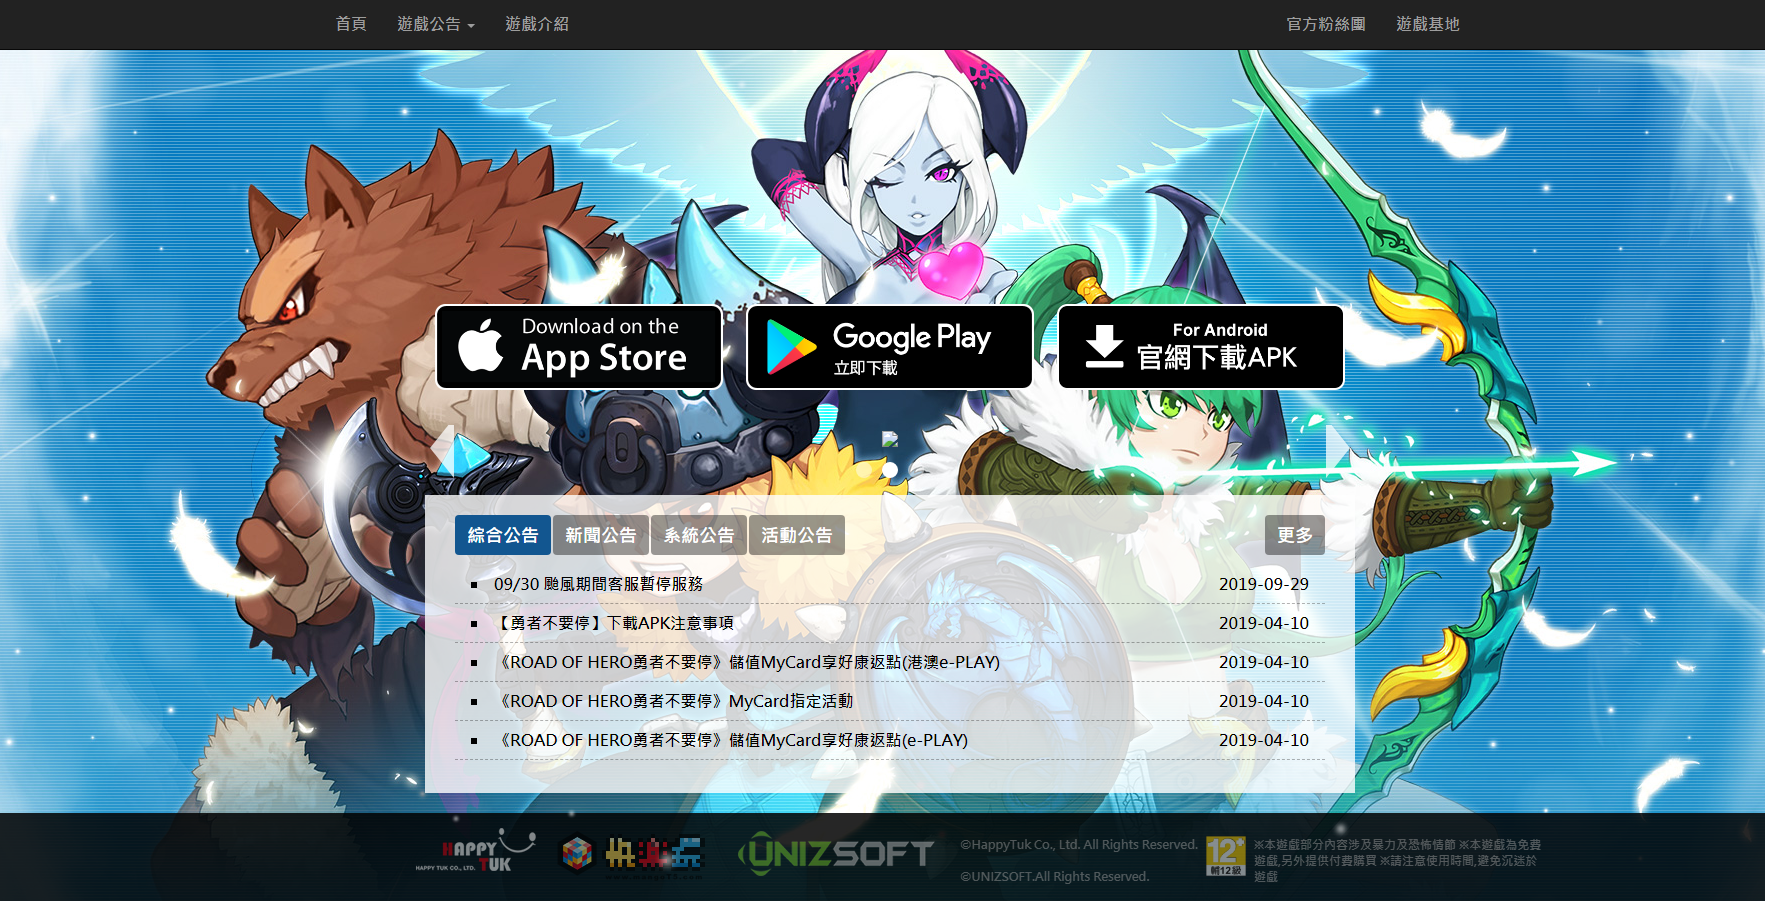 首頁
遊戲公告
遊戲介紹
官方粉絲團
遊戲基地
Download on the
App Store
Google Play
立即下載
For Android
官網下載APK
綜合公告
新聞公告
系統公告
活動公告
更多
09/30 颱風期間客服暫停服務 2019-09-29
【勇者不要停】下載APK注意事項 2019-04-10
《ROAD OF HERO勇者不要停》儲值MyCard享好康返點(港澳e-PLAY) 2019-04-10
《ROAD OF HERO勇者不要停》MyCard指定活動 2019-04-10
《ROAD OF HERO勇者不要停》儲值MyCard享好康返點(e-PLAY) 2019-04-10
HAPPY
TUK
HAPPY TUK CO., LTD.
UNIZSOFT
©HappyTuk Co., Ltd. All Rights Reserved.
©UNIZSOFT.All Rights Reserved.
12+
輔12級
※本遊戲部分內容涉及暴力及恐怖情節 ※本遊戲為免費
遊戲,另外提供付費購買 ※請注意使用時間,避免沉迷於
遊戲